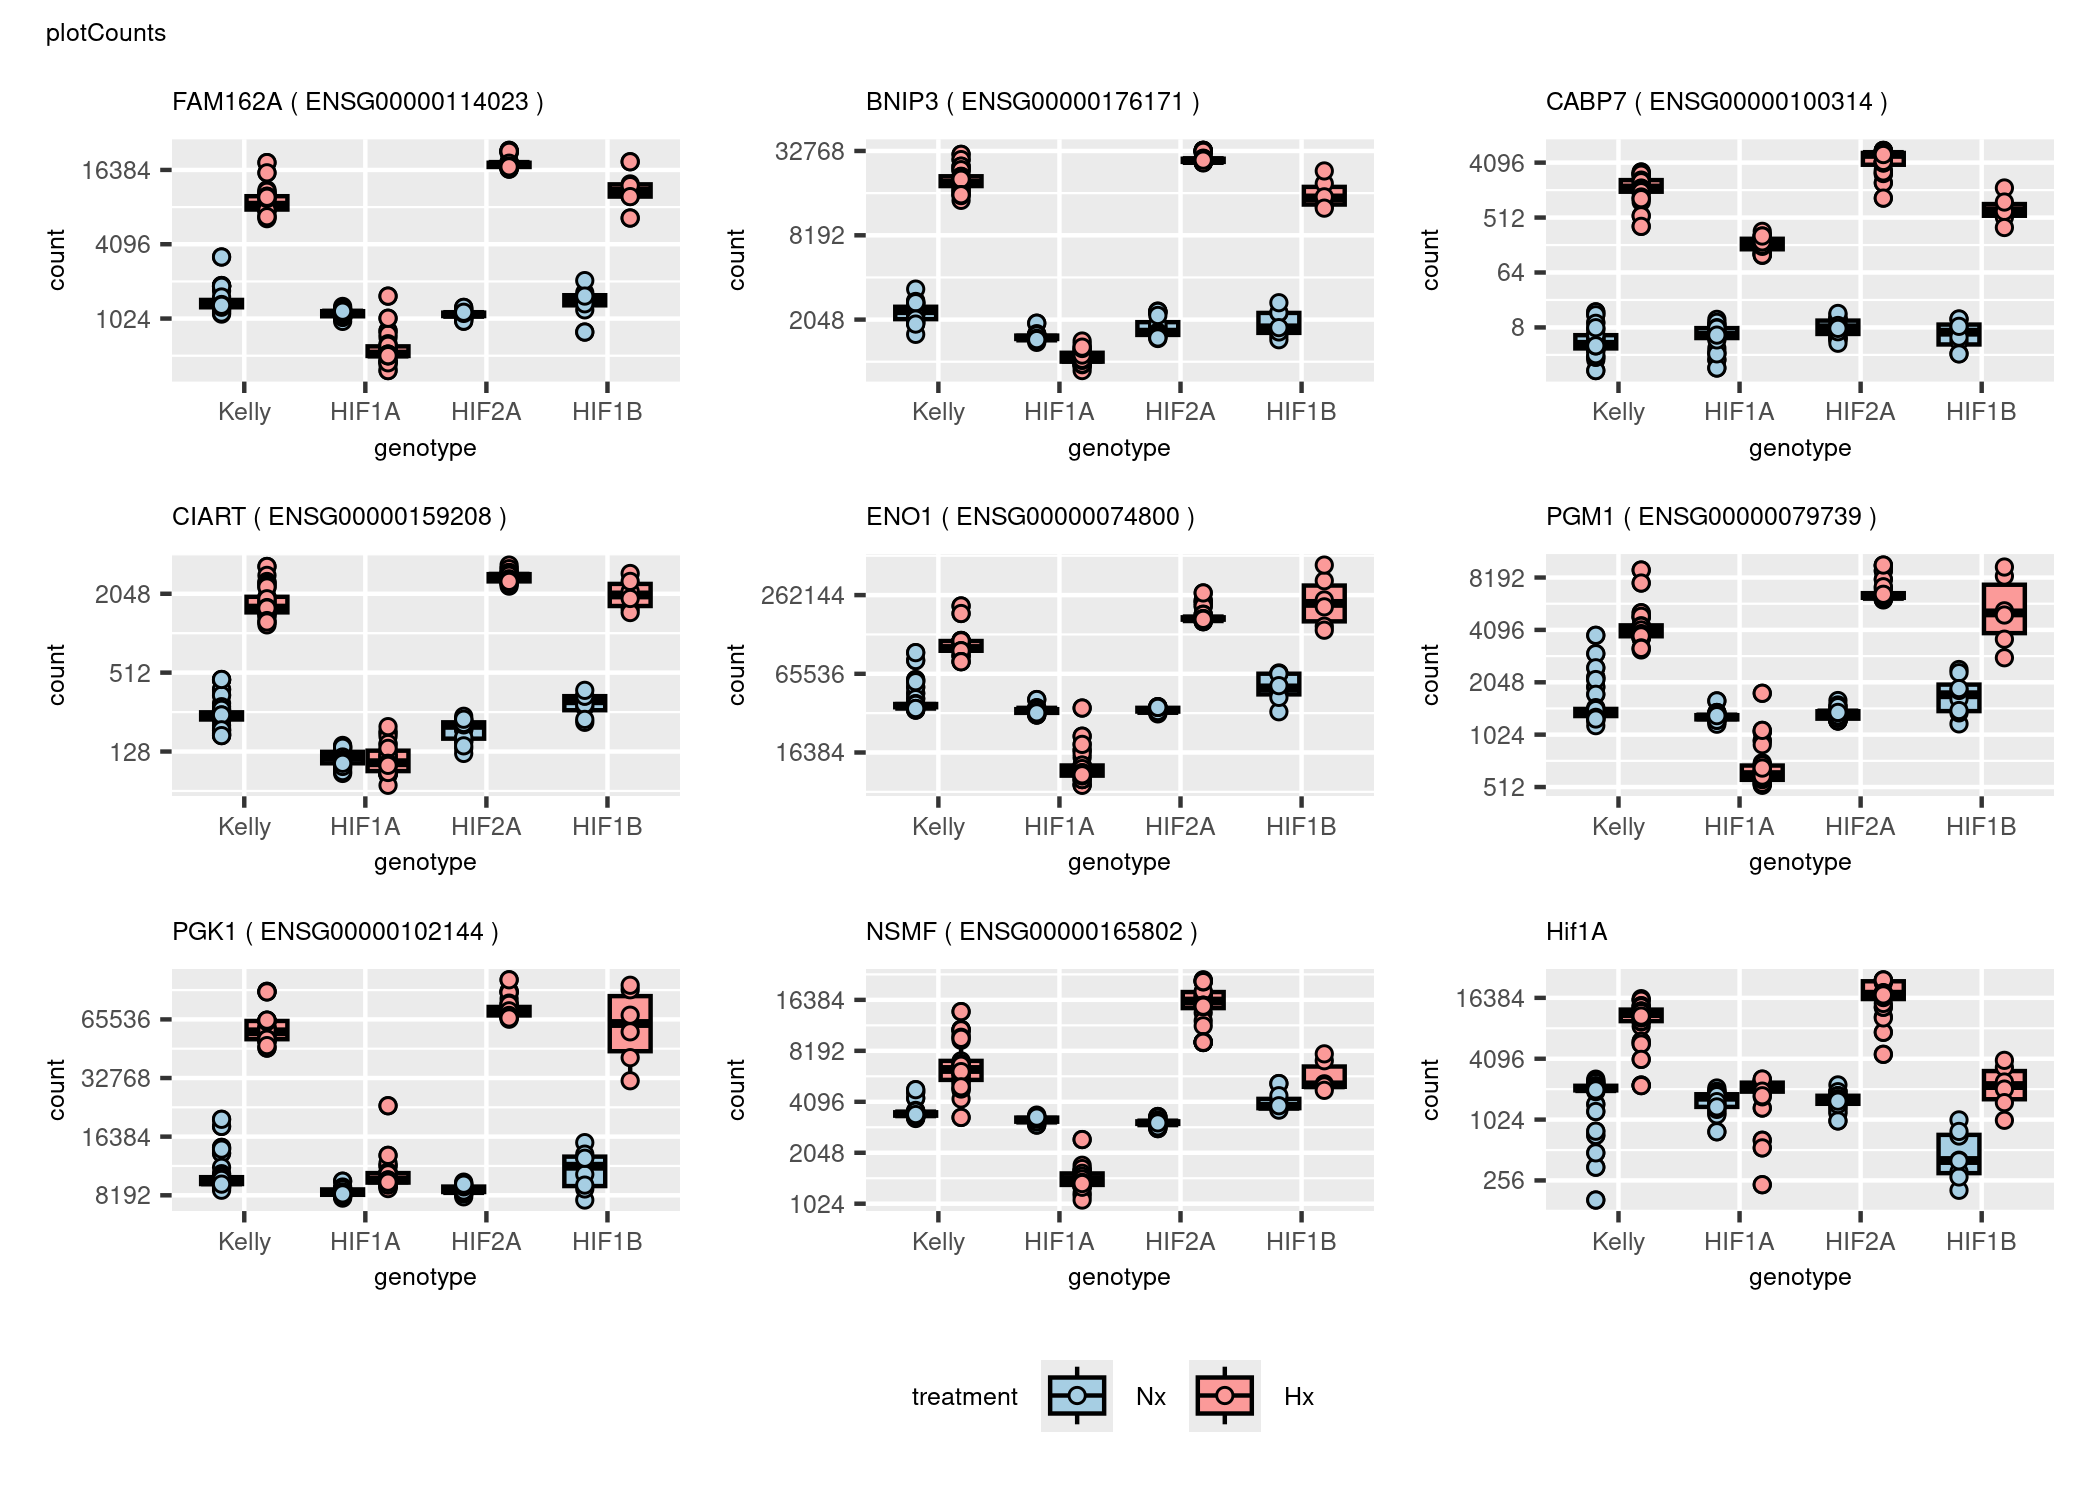 plotCounts
FAM162A ( ENSG00000114023 )
count
16384
4096
1024
Kelly HIF1A HIF2A HIF1B
genotype
BNIP3 ( ENSG00000176171 )
count
32768
8192
2048
Kelly HIF1A HIF2A HIF1B
genotype
CABP7 ( ENSG00000100314 )
count
4096
512
64
8
Kelly HIF1A HIF2A HIF1B
genotype
CIART ( ENSG00000159208 )
count
2048
512
128
Kelly HIF1A HIF2A HIF1B
genotype
ENO1 ( ENSG00000074800 )
count
262144
65536
16384
Kelly HIF1A HIF2A HIF1B
genotype
PGM1 ( ENSG00000079739 )
count
8192
4096
2048
1024
512
Kelly HIF1A HIF2A HIF1B
genotype
PGK1 ( ENSG00000102144 )
count
65536
32768
16384
8192
Kelly HIF1A HIF2A HIF1B
genotype
NSMF ( ENSG00000165802 )
count
16384
8192
4096
2048
1024
Kelly HIF1A HIF2A HIF1B
genotype
Hif1A
count
16384
4096
1024
256
Kelly HIF1A HIF2A HIF1B
genotype
treatment Nx Hx